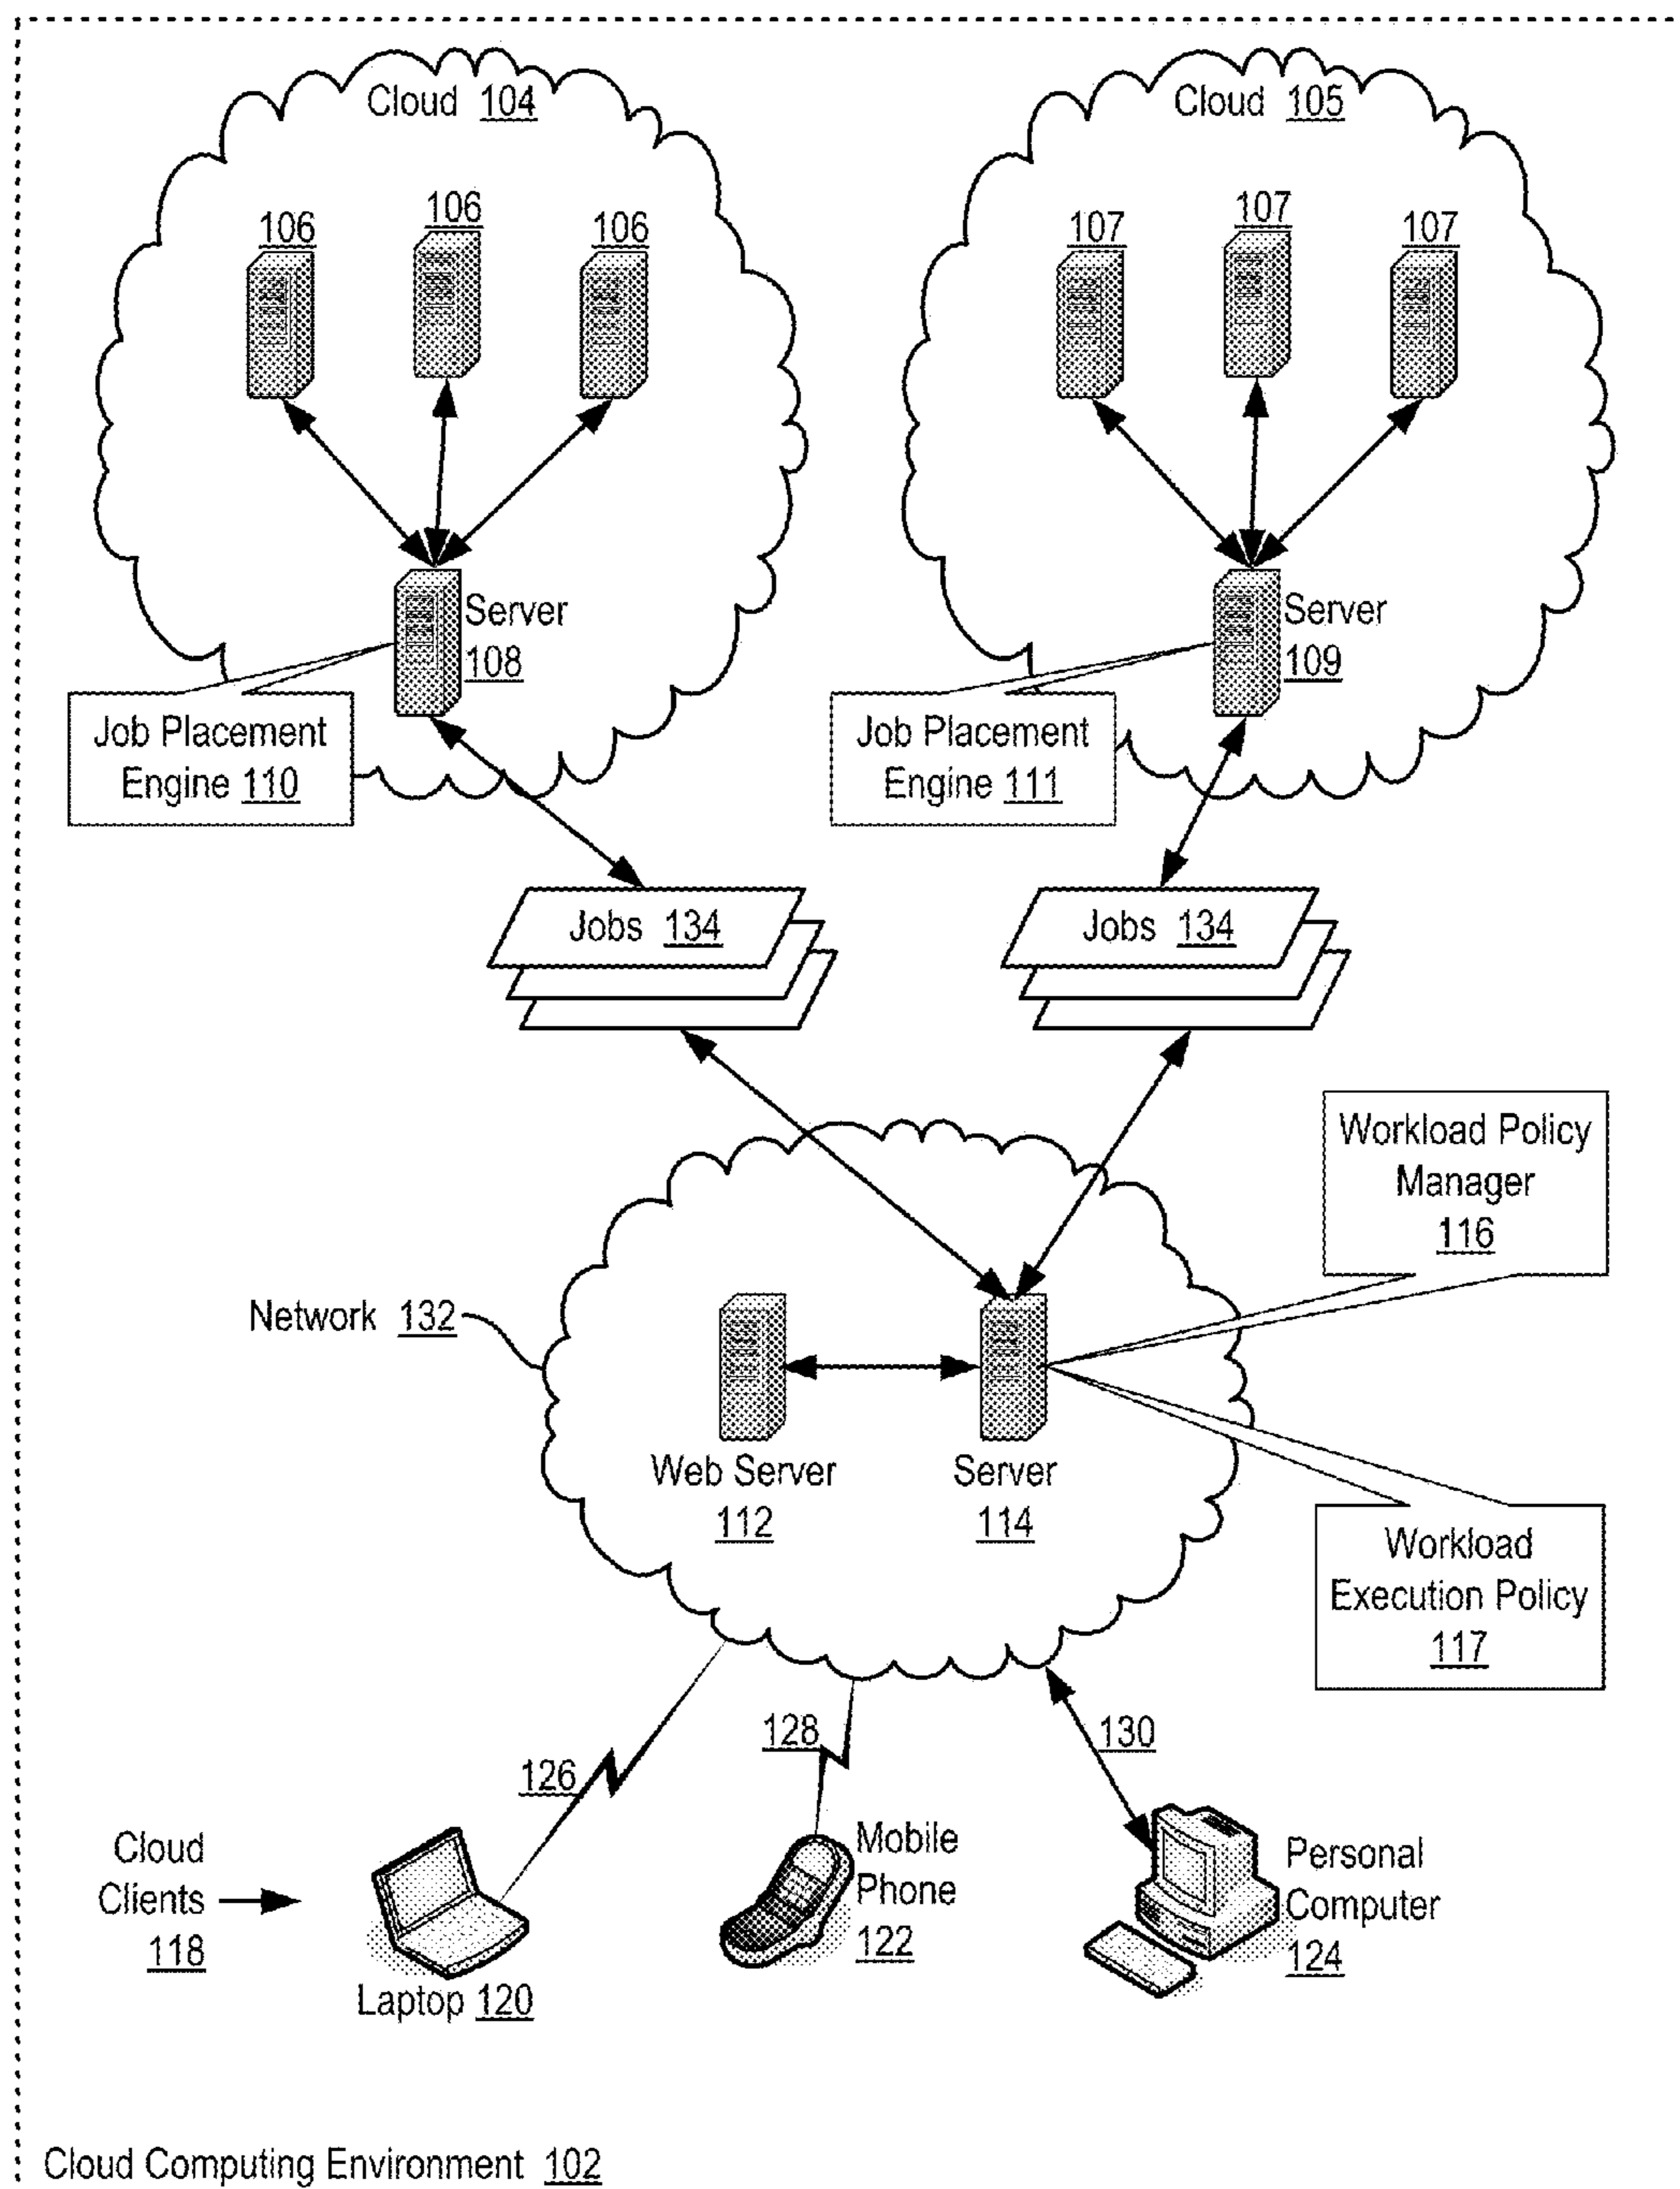 Cloud 104
Cloud 105
106
106
106
107
107
107
Server
108
Server
109
Job Placement
Engine 110
Job Placement
Engine 111
Jobs 134
Jobs 134
Workload Policy
Manager
116
Network 132
Web Server
112
Server
114
Workload
Execution Policy
117
126
128
130
Cloud
Clients
118
Laptop 120
Mobile
Phone
122
Personal
Computer
124
Cloud Computing Environment 102